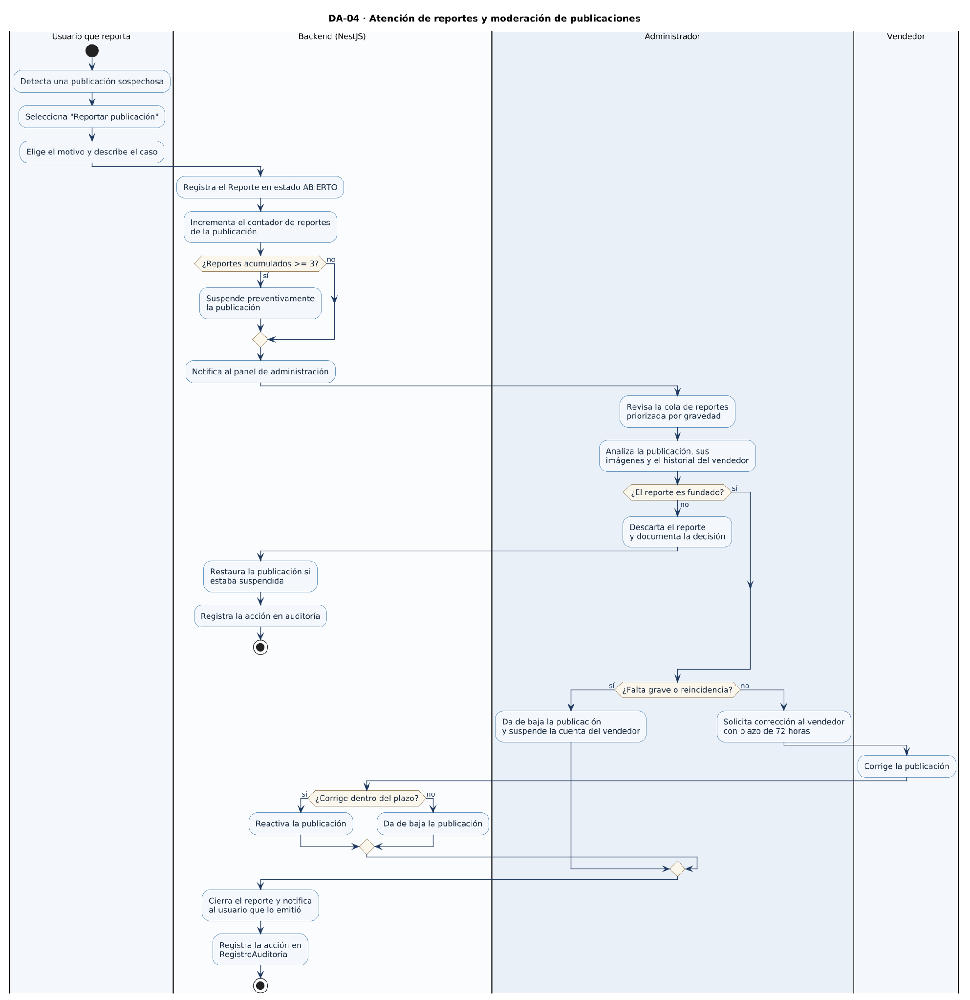 DA-04 · Atención de reportes y moderación de publicaciones
Usuario que reporta
Backend (NestJS)
Administrador
Vendedor
Detecta una publicación sospechosa
Selecciona "Reportar publicación"
Elige el motivo y describe el caso
Registra el Reporte en estado ABIERTO
Incrementa el contador de reportes
de la publicación
¿Reportes acumulados >= 3?
no
sí
Suspende preventivamente
la publicación
Notifica al panel de administración
Revisa la cola de reportes
priorizada por gravedad
Analiza la publicación, sus
imágenes y el historial del vendedor
¿El reporte es fundado?
sí
no
Descarta el reporte
y documenta la decisión
Restaura la publicación si
estaba suspendida
Registra la acción en auditoría
sí
¿Falta grave o reincidencia?
no
Da de baja la publicación
y suspende la cuenta del vendedor
Solicita corrección al vendedor
con plazo de 72 horas
Corrige la publicación
sí
¿Corrige dentro del plazo?
no
Reactiva la publicación
Da de baja la publicación
Cierra el reporte y notifica
al usuario que lo emitió
Registra la acción en
RegistroAuditoria